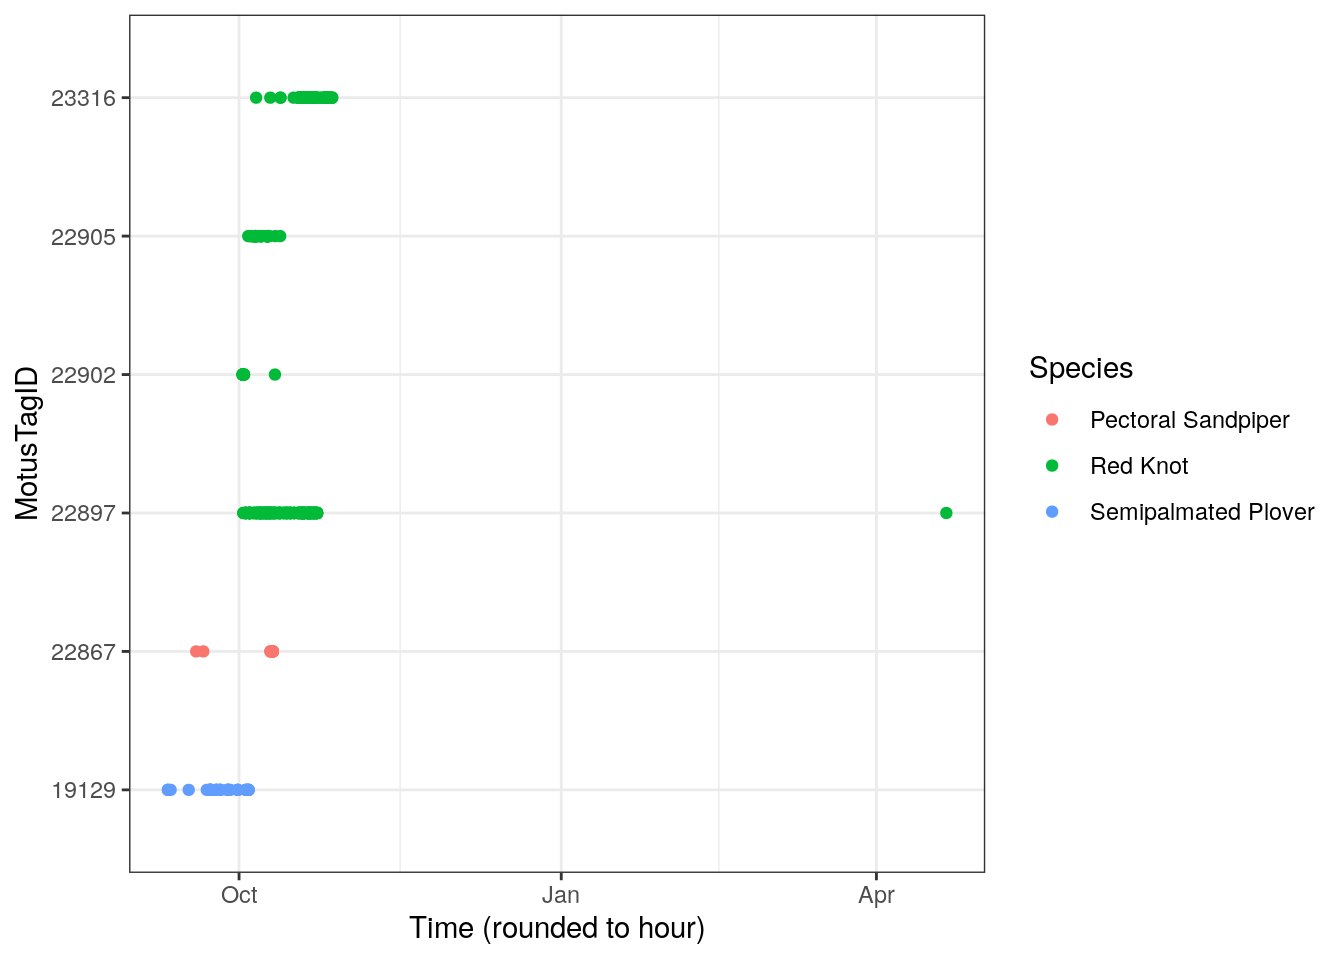 MotusTagID
23316
22905
22902
22897
22867
19129
Oct
Jan
Apr
Time (rounded to hour)
Species
Pectoral Sandpiper
Red Knot
Semipalmated Plover